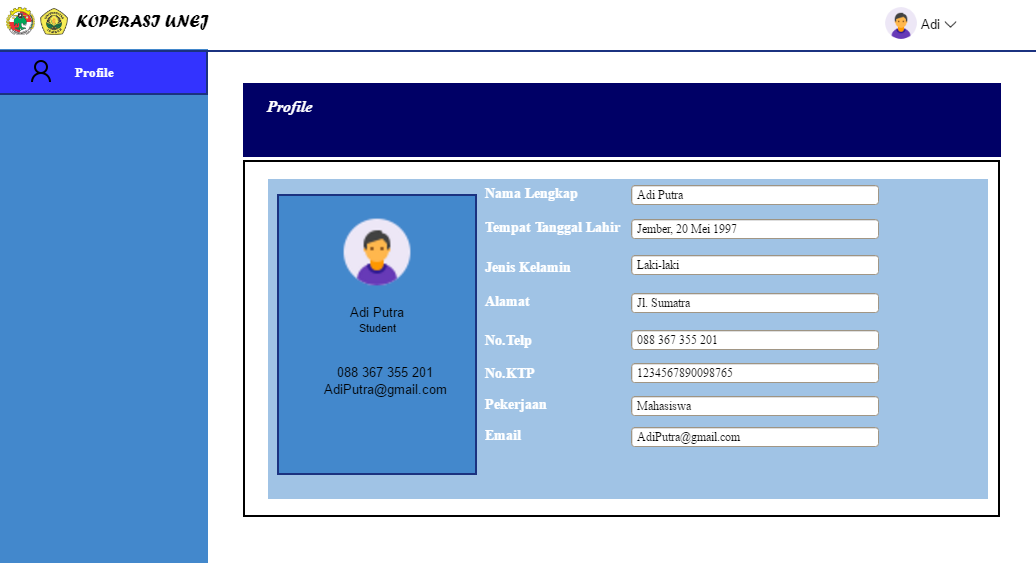 KOPERASI UNEJ
Adi
Profile
Profile
Adi Putra
Student
088 367 355 201
AdiPutra@gmail.com
Nama Lengkap Adi Putra
Tempat Tanggal Lahir Jember, 20 Mei 1997
Jenis Kelamin Laki-laki
Alamat Jl. Sumatra
No.Telp 088 367 355 201
No.KTP 1234567890098765
Pekerjaan Mahasiswa
Email AdiPutra@gmail.com